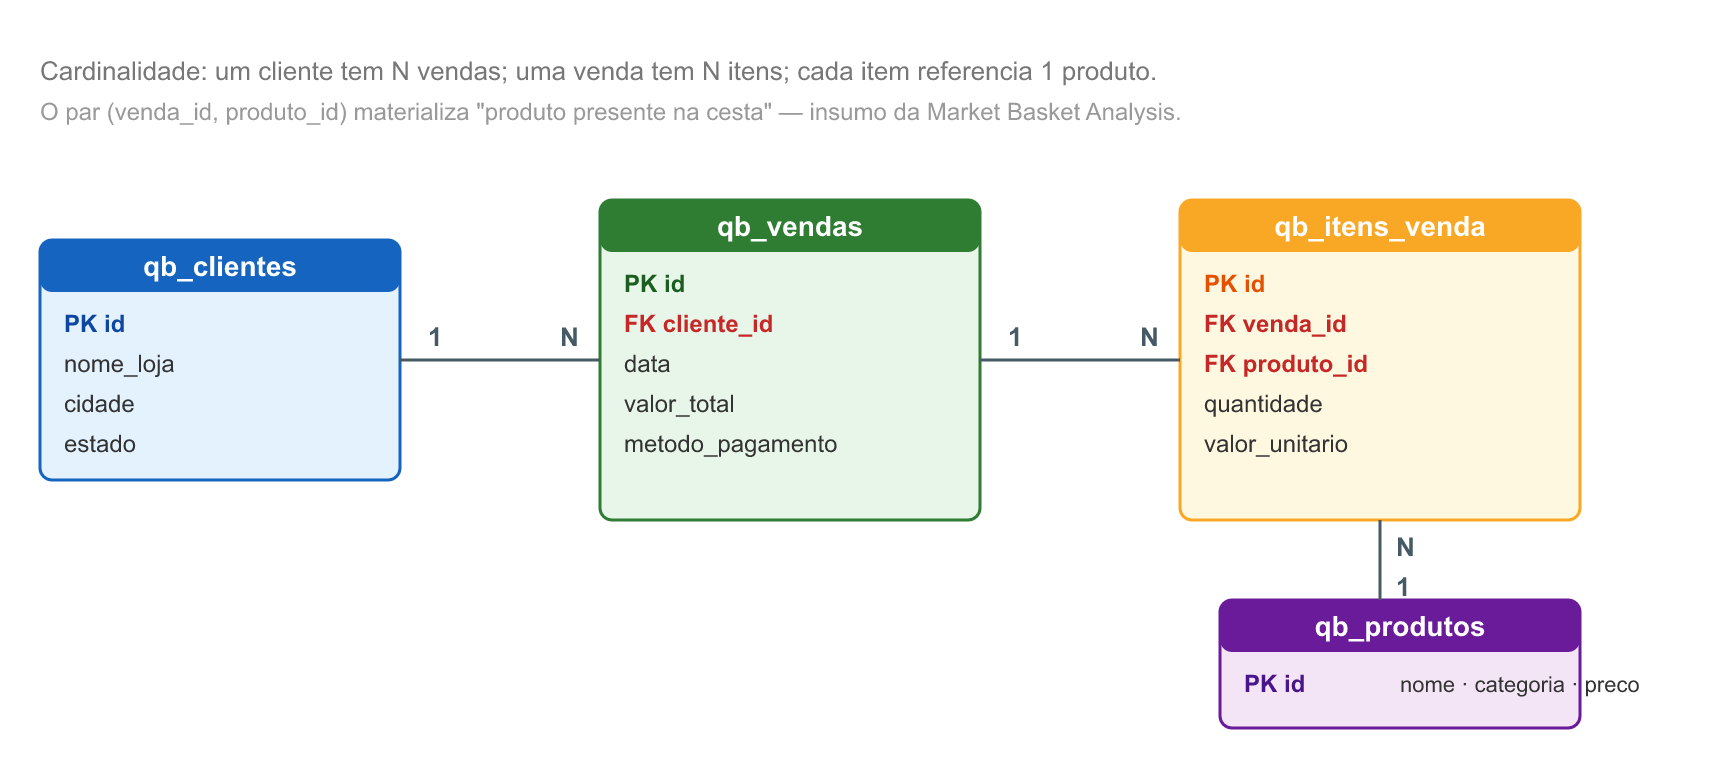 Cardinalidade: um cliente tem N vendas; uma venda tem N itens; cada item referencia 1 produto.
O par (venda_id, produto_id) materializa "produto presente na cesta" — insumo da Market Basket Analysis.
qb_clientes
PK id
nome_loja
cidade
estado
1
N
qb_vendas
PK id
FK cliente_id
data
valor_total
metodo_pagamento
1
N
qb_itens_venda
PK id
FK venda_id
FK produto_id
quantidade
valor_unitario
N
1
qb_produtos
PK id nome · categoria · preco